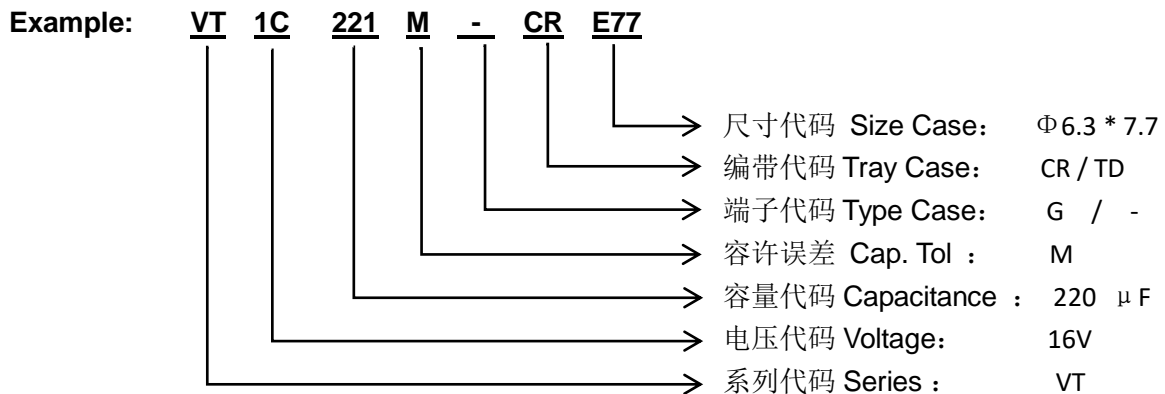 Example: VT 1C 221 M - CR E77
尺寸代码 Size Case： Φ6.3 * 7.7
编带代码 Tray Case： CR / TD
端子代码 Type Case： G / -
容许误差 Cap. Tol ： M
容量代码 Capacitance ： 220 μF
电压代码 Voltage： 16V
系列代码 Series： VT